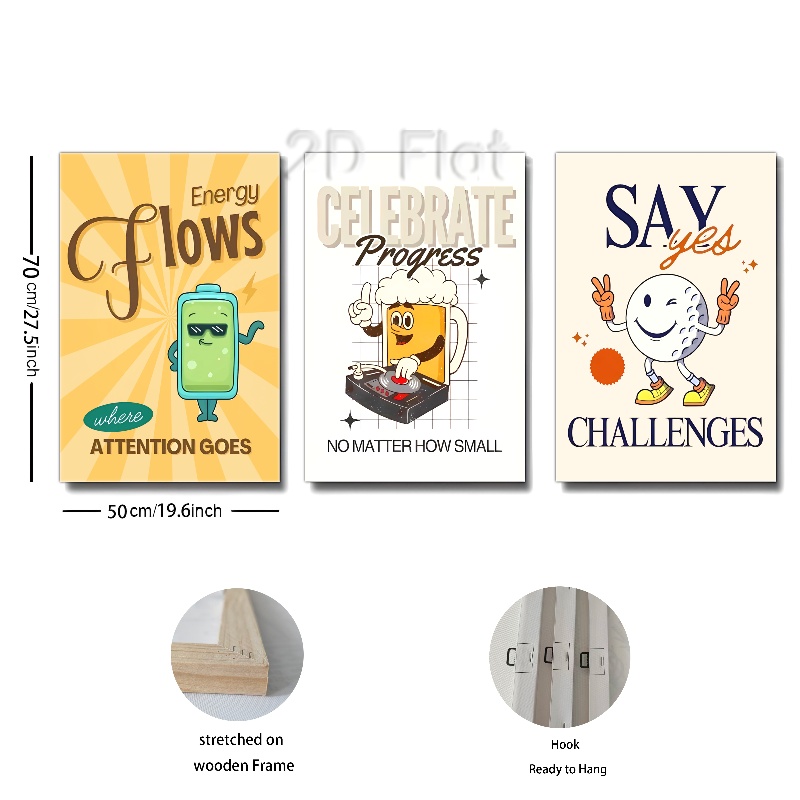 2D Flat
Energy
Flows
where
ATTENTION GOES
CELEBRATE
Progress
NO MATTER HOW SMALL
SAY
yes
CHALLENGES
70 cm/27.5inch
50 cm/19.6inch
stretched on
wooden Frame
Hook
Ready to Hang